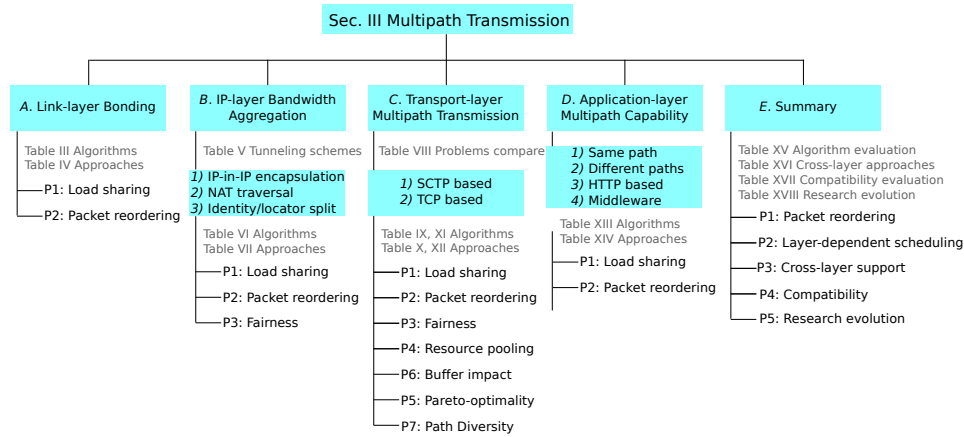 Sec. III Multipath Transmission
A. Link-layer Bonding
Table III Algorithms
Table IV Approaches
P1: Load sharing
P2: Packet reordering
B. IP-layer Bandwidth
Aggregation
Table V Tunneling schemes
1) IP-in-IP encapsulation
2) NAT traversal
3) Identity/locator split
Table VI Algorithms
Table VII Approaches
P1: Load sharing
P2: Packet reordering
P3: Fairness
C. Transport-layer
Multipath Transmission
Table VIII Problems compare
1) SCTP based
2) TCP based
Table IX, XI Algorithms
Table X, XII Approaches
P1: Load sharing
P2: Packet reordering
P3: Fairness
P4: Resource pooling
P6: Buffer impact
P5: Pareto-optimality
P7: Path Diversity
D. Application-layer
Multipath Capability
1) Same path
2) Different paths
3) HTTP based
4) Middleware
Table XIII Algorithms
Table XIV Approaches
P1: Load sharing
P2: Packet reordering
E. Summary
Table XV Algorithm evaluation
Table XVI Cross-layer approaches
Table XVII Compatibility evaluation
Table XVIII Research evolution
P1: Packet reordering
P2: Layer-dependent scheduling
P3: Cross-layer support
P4: Compatibility
P5: Research evolution